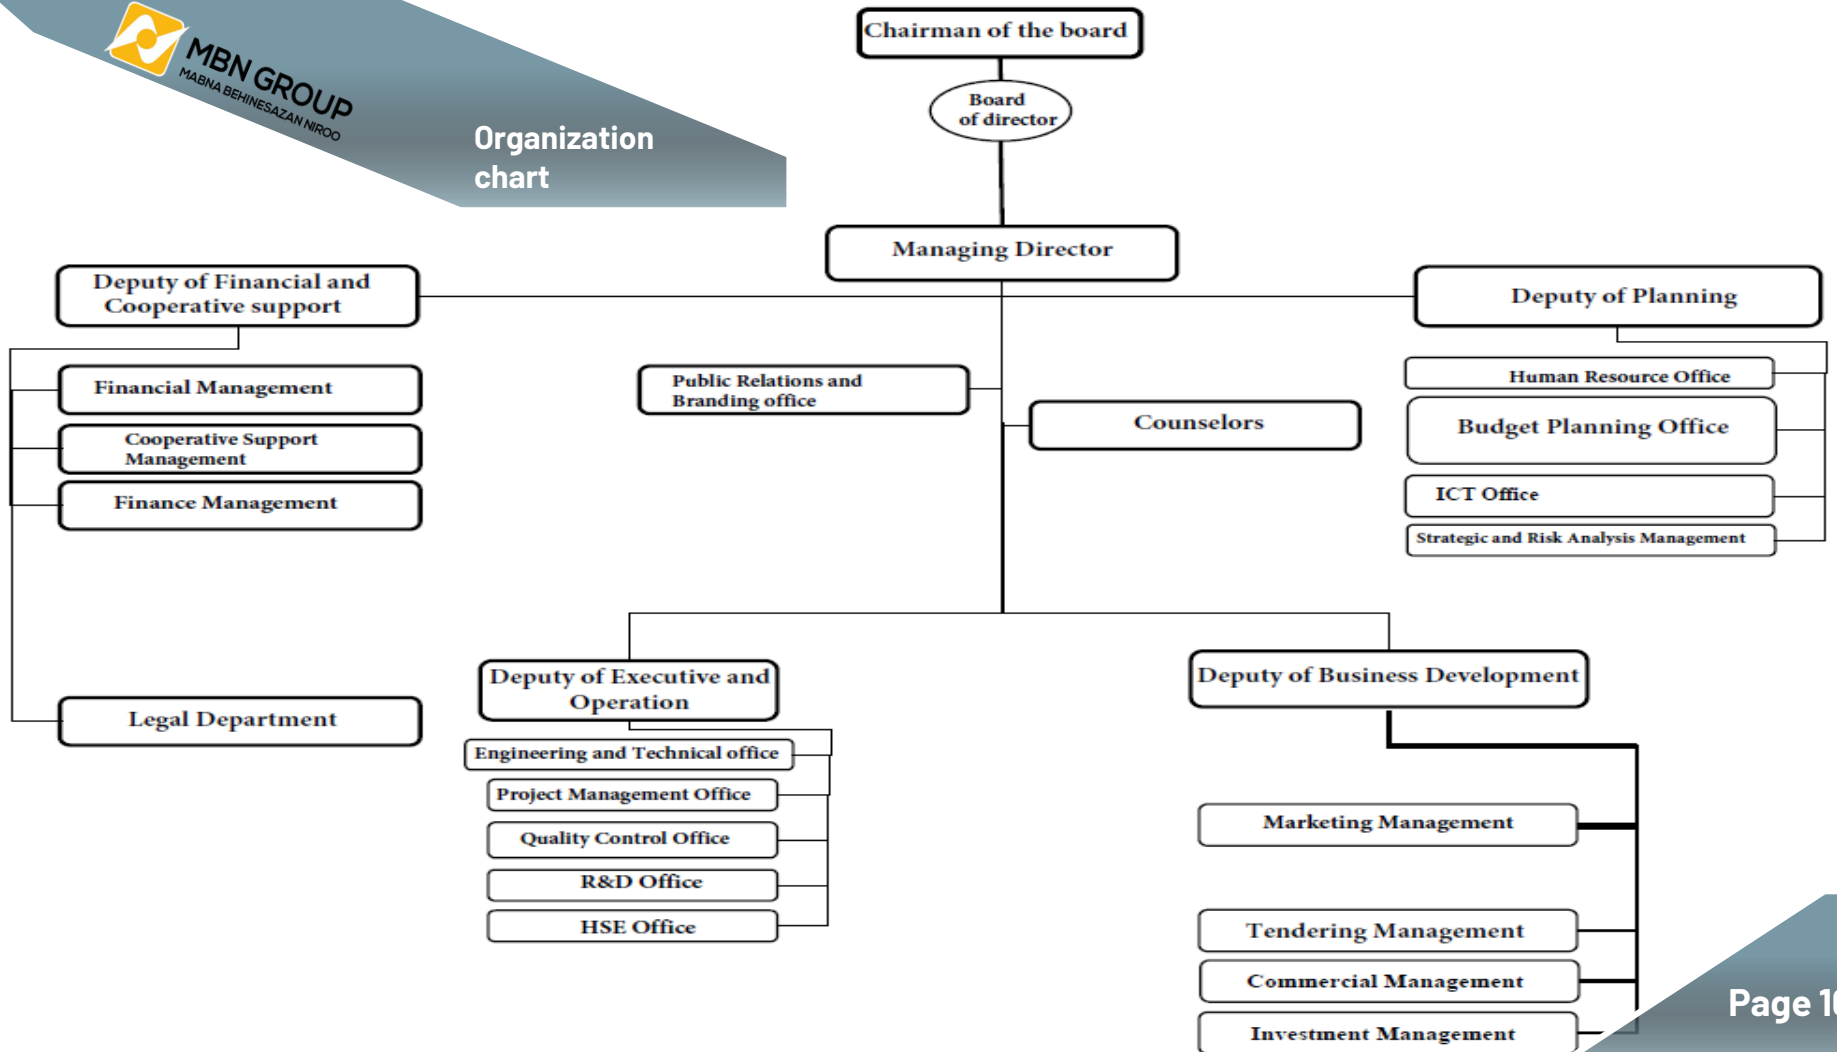 MBN GROUP
MABNA BEHINESAZAN NIROO
Organization
chart
Chairman of the board
Board
of director
Managing Director
Deputy of Financial and
Cooperative support
Financial Management
Cooperative Support
Management
Finance Management
Legal Department
Public Relations and
Branding office
Counselors
Deputy of Planning
Human Resource Office
Budget Planning Office
ICT Office
Strategic and Risk Analysis Management
Deputy of Executive and
Operation
Engineering and Technical office
Project Management Office
Quality Control Office
R&D Office
HSE Office
Deputy of Business Development
Marketing Management
Tendering Management
Commercial Management
Investment Management
Page